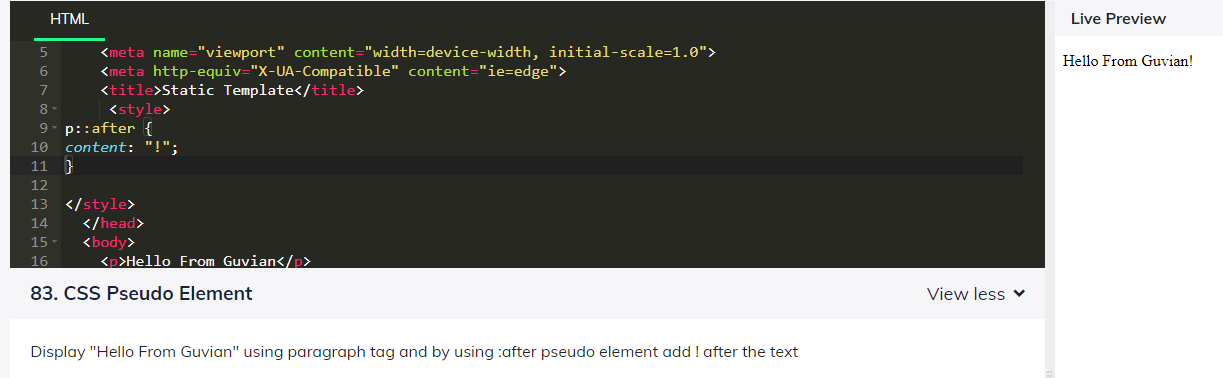 HTML
Live Preview
5 <meta name="viewport" content="width=device-width, initial-scale=1.0">
6 <meta http-equiv="X-UA-Compatible" content="ie=edge">
7 <title>Static Template</title>
8 <style>
9 p::after {
10 content: "!";
11 }
12
13 </style>
14 </head>
15 <body>
16 <p>Hello From Guvian</p>
Hello From Guvian!
83. CSS Pseudo Element
View less
Display "Hello From Guvian" using paragraph tag and by using :after pseudo element add ! after the text